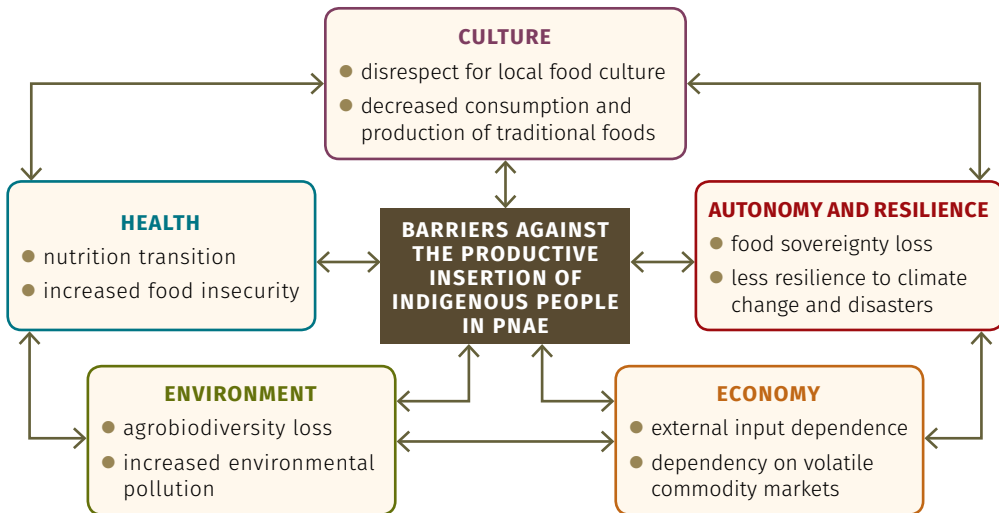 CULTURE
disrespect for local food culture
decreased consumption and
production of traditional foods
HEALTH
nutrition transition
increased food insecurity
BARRIERS AGAINST
THE PRODUCTIVE
INSERTION OF
INDIGENOUS PEOPLE
IN PNAE
AUTONOMY AND RESILIENCE
food sovereignty loss
less resilience to climate
change and disasters
ENVIRONMENT
agrobiodiversity loss
increased environmental
pollution
ECONOMY
external input dependence
dependency on volatile
commodity markets